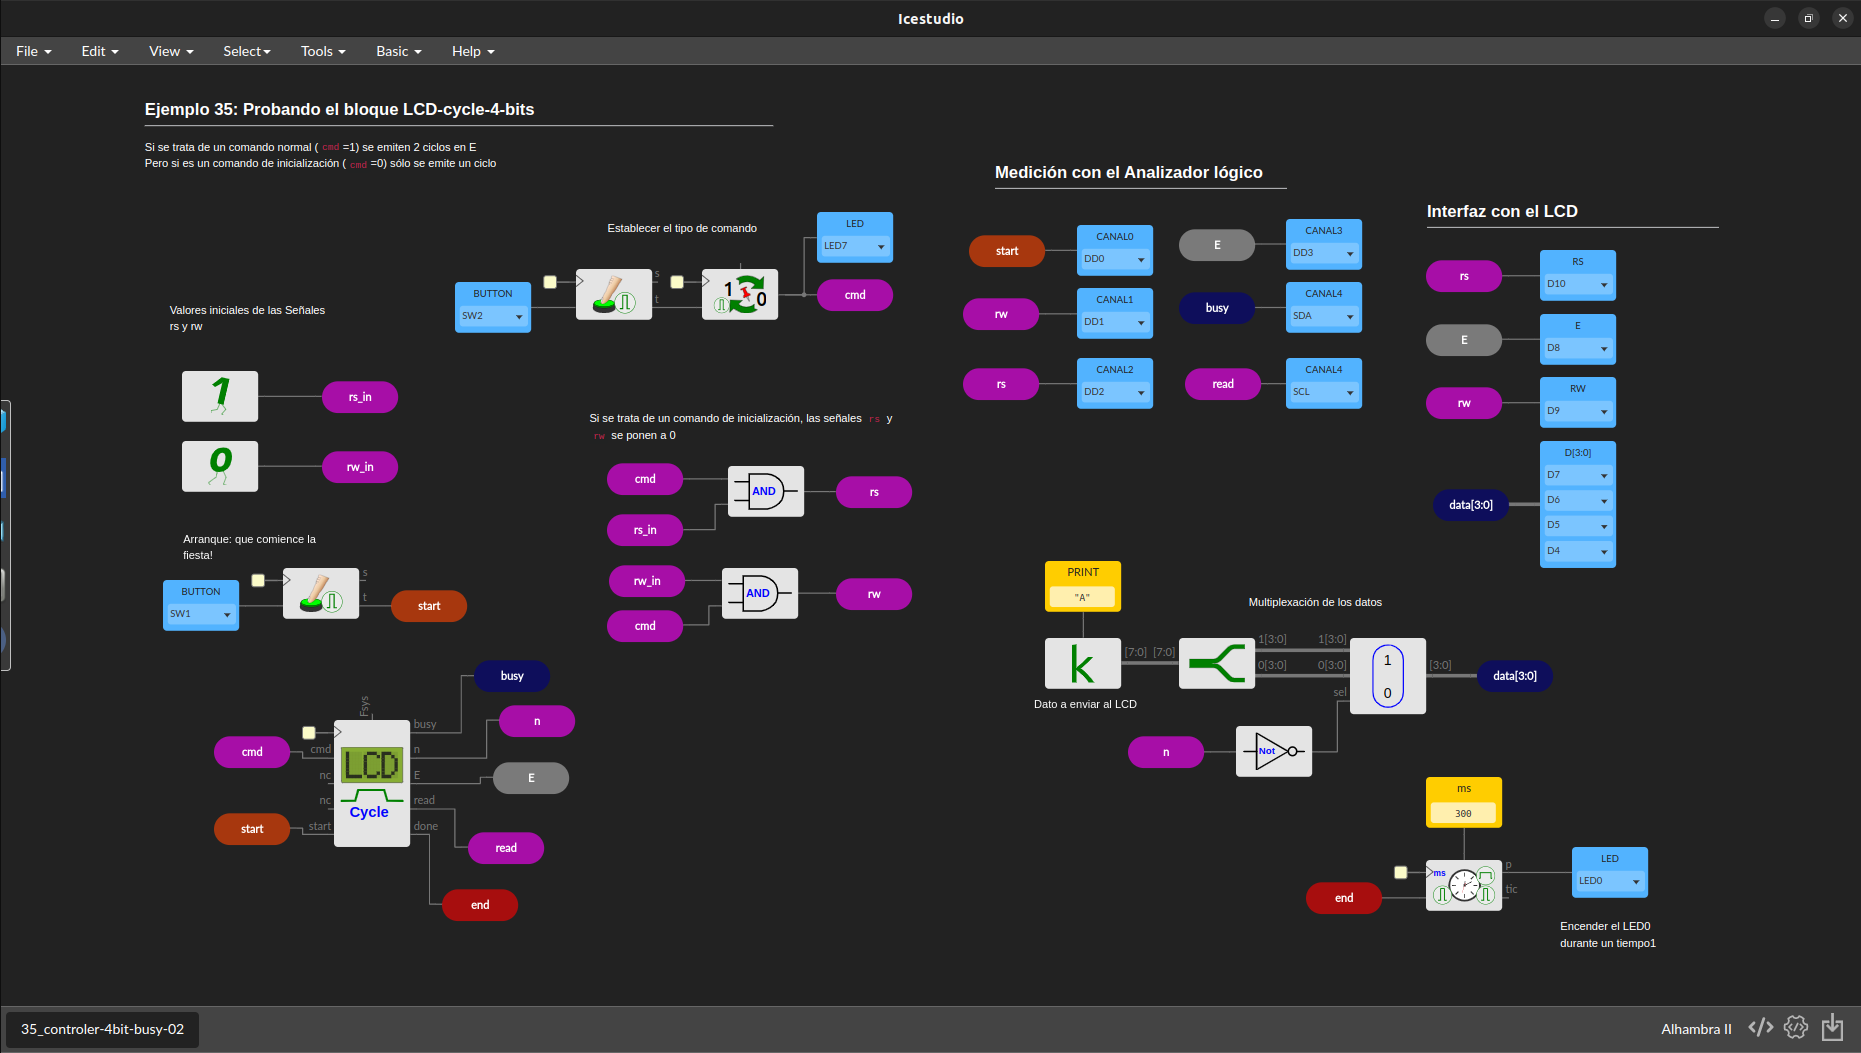 Icestudio
File Edit View Select Tools Basic Help
Ejemplo 35: Probando el bloque LCD-cycle-4-bits
Si se trata de un comando normal ( cmd =1) se emiten 2 ciclos en E
Pero si es un comando de inicialización ( cmd =0) sólo se emite un ciclo
Establecer el tipo de comando
LED
LED7
BUTTON
SW2
s
t
1
0
cmd
Valores iniciales de las Señales
rs y rw
1
rs_in
0
rw_in
Arranque: que comience la
fiesta!
BUTTON
SW1
s
t
start
Si se trata de un comando de inicialización, las señales rs y
rw se ponen a 0
cmd
rs_in
AND
rs
rw_in
cmd
AND
rw
busy
n
E
read
end
cmd
start
Fsys
cmd
nc
nc
start
LCD
Cycle
busy
n
E
read
done
Medición con el Analizador lógico
start
CANAL0
DD0
rw
CANAL1
DD1
rs
CANAL2
DD2
E
CANAL3
DD3
busy
CANAL4
SDA
read
CANAL4
SCL
Interfaz con el LCD
rs
RS
D10
E
E
D8
rw
RW
D9
data[3:0]
D[3:0]
D7
D6
D5
D4
PRINT
"A"
k
Dato a enviar al LCD
[7:0] [7:0]
Multiplexación de los datos
1[3:0] 1[3:0]
0[3:0] 0[3:0]
sel
1
0
[3:0]
data[3:0]
n
Not
ms
300
end
ms
p
tic
LED
LED0
Encender el LED0
durante un tiempo1
35_controler-4bit-busy-02
Alhambra II